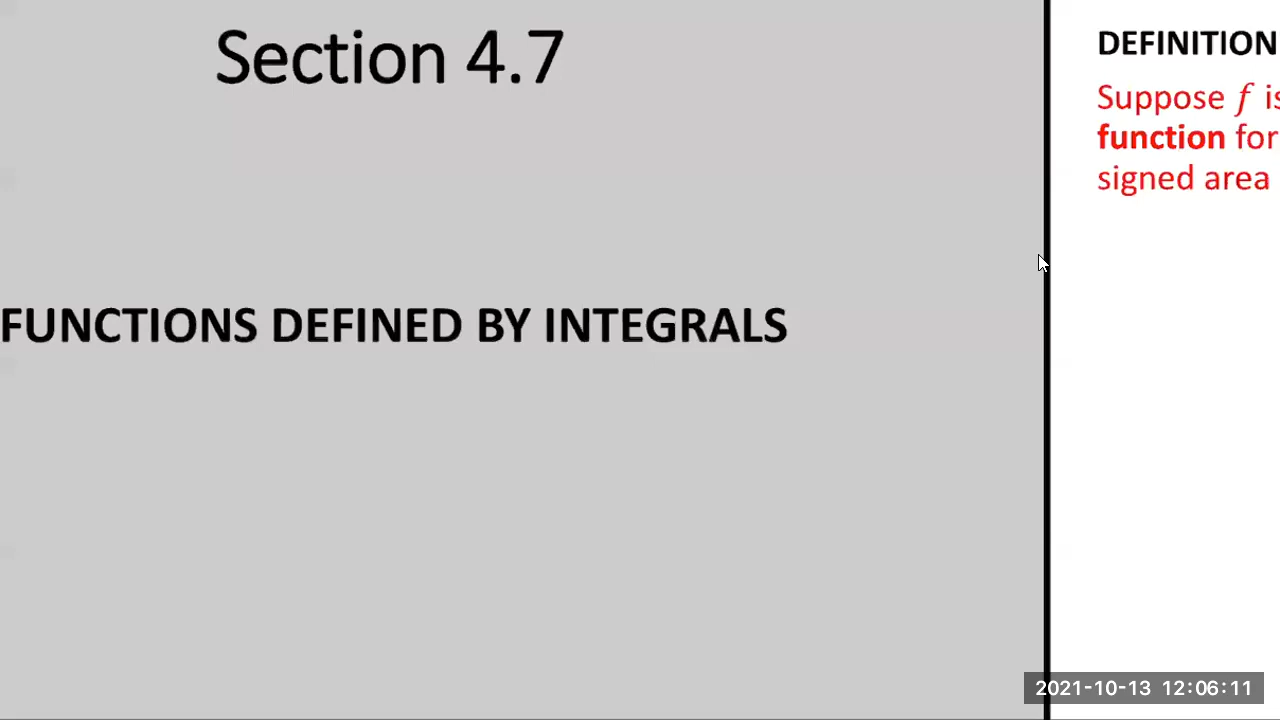 Section 4.7
FUNCTIONS DEFINED BY INTEGRALS
DEFINITION
Suppose f is
function for
signed area
2021-10-13 12:06:11